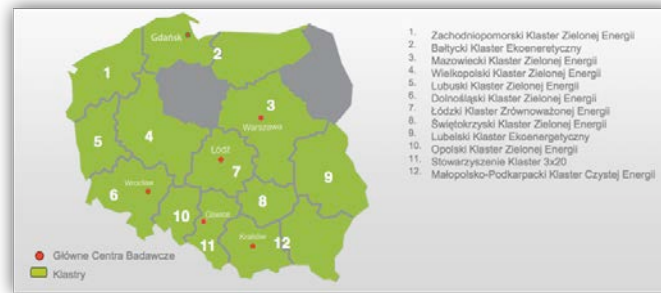 Gdańsk
1
2
3
Warszawa
4
5
Łódź
7
6
Wrocław
8
9
10
Gliwice
11
Kraków
12
Główne Centra Badawcze
Klastry
1. Zachodniopomorski Klaster Zielonej Energii
2. Bałtycki Klaster Ekoeneretyczny
3. Mazowiecki Klaster Zielonej Energii
4. Wielkopolski Klaster Zielonej Energii
5. Lubuski Klaster Zielonej Energii
6. Dolnośląski Klaster Zielonej Energii
7. Łódzki Klaster Zrównoważonej Energii
8. Świętokrzyski Klaster Zielonej Energii
9. Lubelski Klaster Ekoenergetyczny
10. Opolski Klaster Zielonej Energii
11. Stowarzyszenie Klaster 3x20
12. Małopolsko-Podkarpacki Klaster Czystej Energii